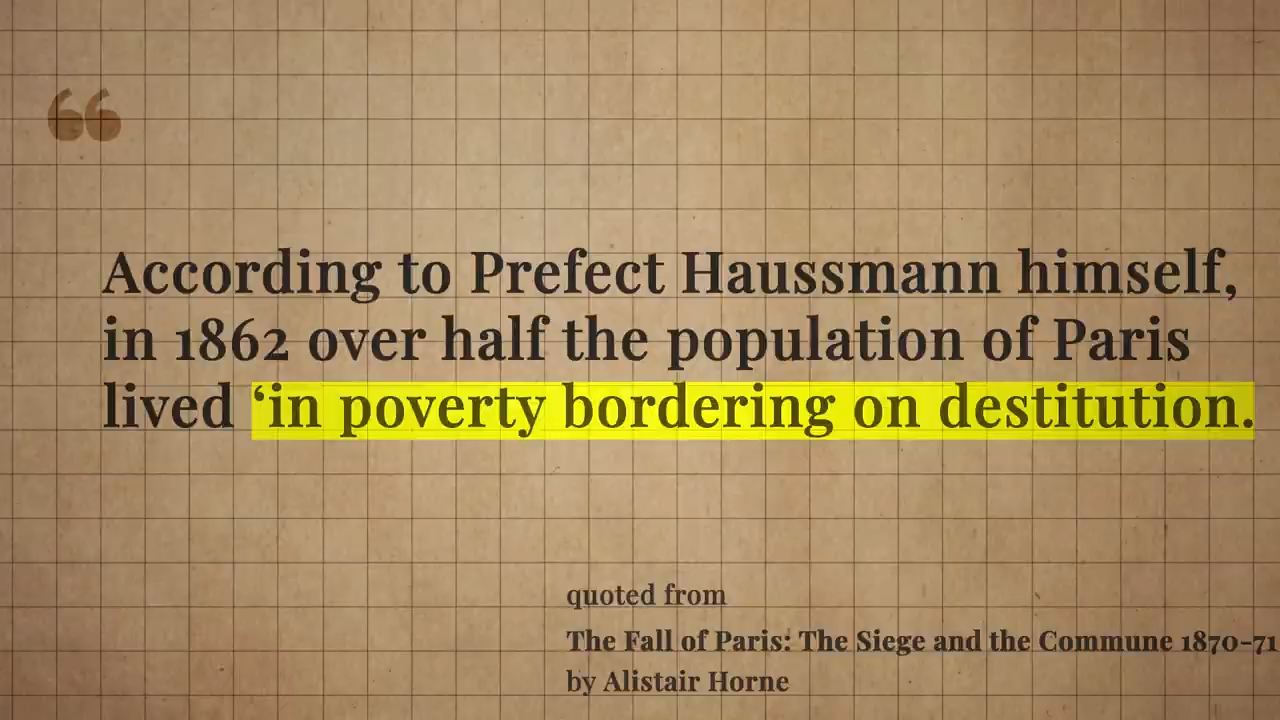 “
According to Prefect Haussmann himself,
in 1862 over half the population of Paris
lived ‘in poverty bordering on destitution.
quoted from
The Fall of Paris: The Siege and the Commune 1870-71
by Alistair Horne